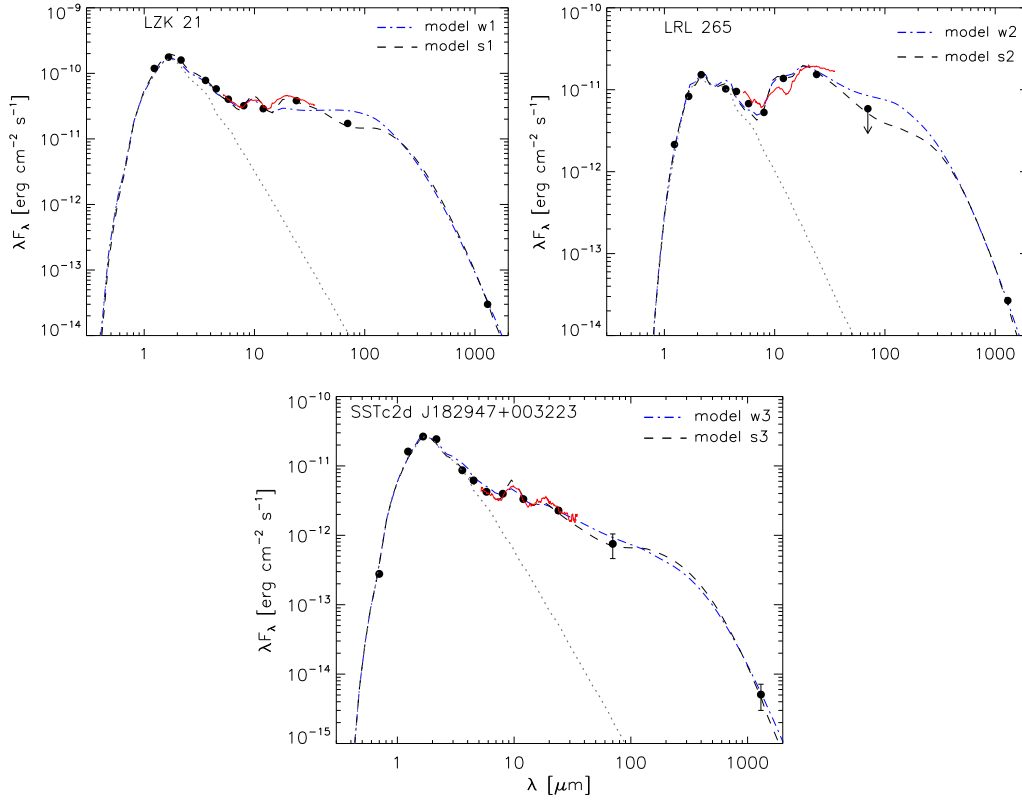 LZK 21
model w1
model s1
10⁻⁹
10⁻¹⁰
10⁻¹¹
10⁻¹²
10⁻¹³
10⁻¹⁴
λF_λ [erg cm⁻² s⁻¹]
1 10 100 1000
LRL 265
model w2
model s2
10⁻¹⁰
10⁻¹¹
10⁻¹²
10⁻¹³
10⁻¹⁴
λF_λ [erg cm⁻² s⁻¹]
1 10 100 1000
SSTc2d J182947+003223
model w3
model s3
10⁻¹⁰
10⁻¹¹
10⁻¹²
10⁻¹³
10⁻¹⁴
10⁻¹⁵
λF_λ [erg cm⁻² s⁻¹]
1 10 100 1000
λ [μm]